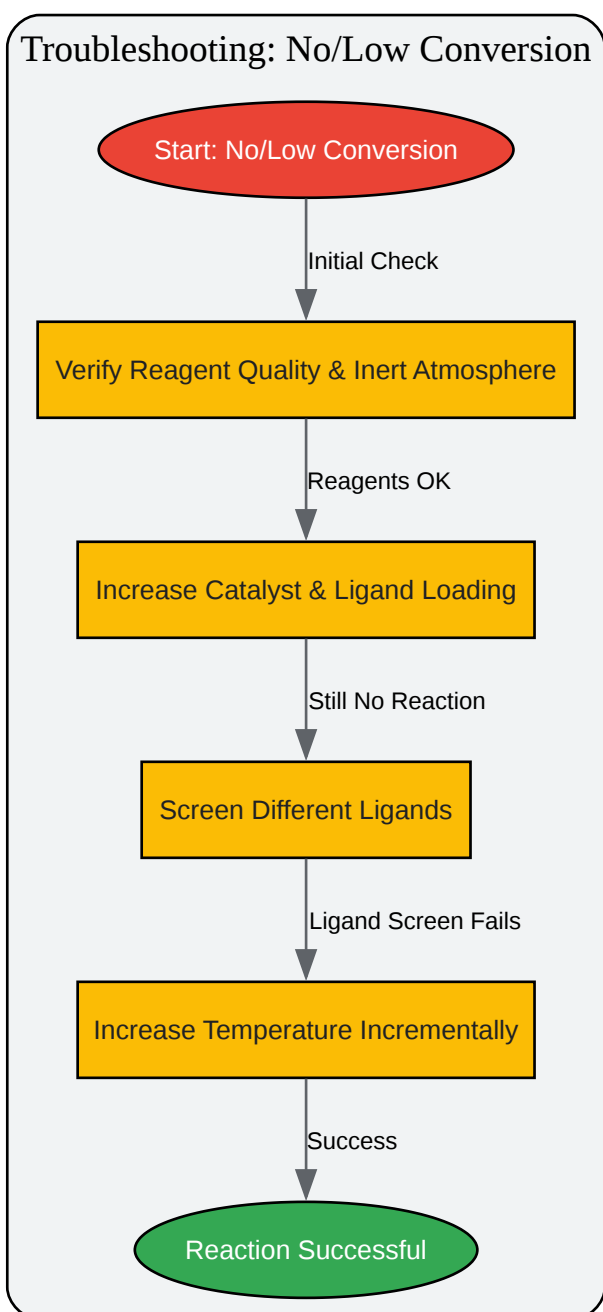 Troubleshooting: No/Low Conversion
Start: No/Low Conversion
Initial Check
Verify Reagent Quality & Inert Atmosphere
Reagents OK
Increase Catalyst & Ligand Loading
Still No Reaction
Screen Different Ligands
Ligand Screen Fails
Increase Temperature Incrementally
Success
Reaction Successful